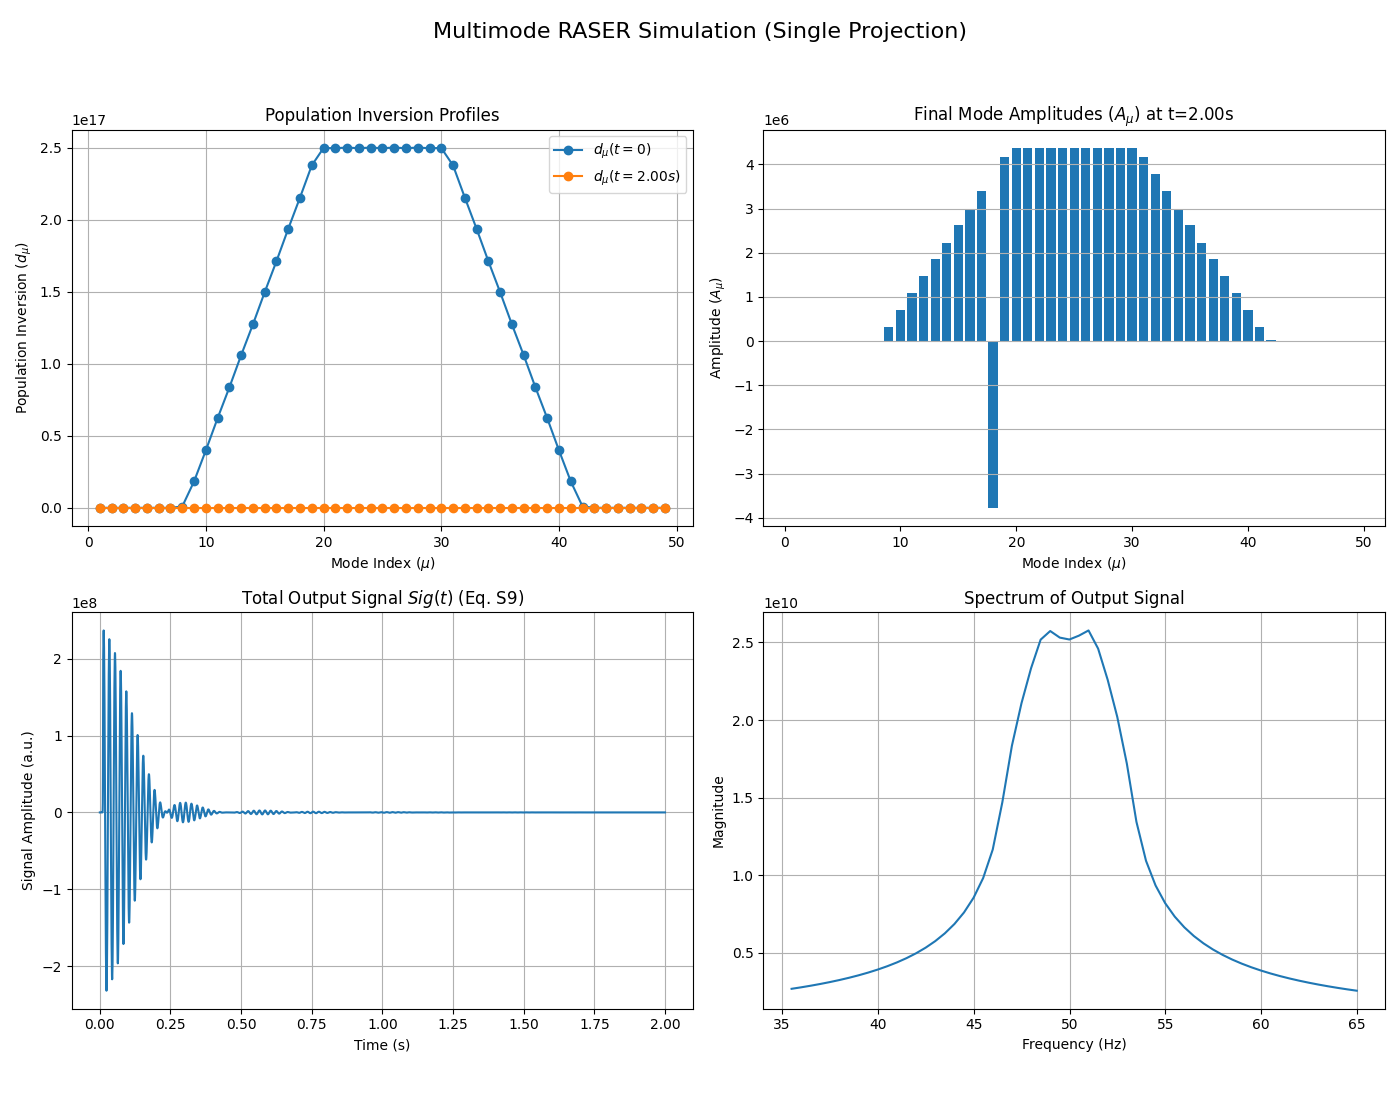 Multimode RASER Simulation (Single Projection)
Population Inversion Profiles
1e17
2.5
2.0
1.5
1.0
0.5
0.0
Population Inversion (dμ)
dμ(t = 0)
dμ(t = 2.00s)
0 10 20 30 40 50
Mode Index (μ)
Final Mode Amplitudes (Aμ) at t=2.00s
1e6
4
3
2
1
0
−1
−2
−3
−4
Amplitude (Aμ)
0 10 20 30 40 50
Mode Index (μ)
Total Output Signal Sig(t) (Eq. S9)
1e8
2
1
0
−1
−2
Signal Amplitude (a.u.)
0.00 0.25 0.50 0.75 1.00 1.25 1.50 1.75 2.00
Time (s)
Spectrum of Output Signal
1e10
2.5
2.0
1.5
1.0
0.5
Magnitude
35 40 45 50 55 60 65
Frequency (Hz)